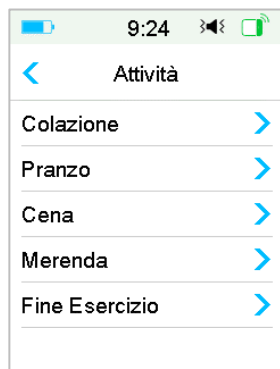 9:24
Attività
Colazione
Pranzo
Cena
Merenda
Fine Esercizio